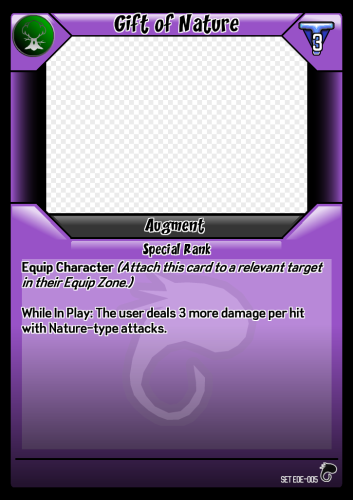 Gift of Nature
3
Augment
Special Rank
Equip Character (Attach this card to a relevant target
in their Equip Zone.)
While In Play: The user deals 3 more damage per hit
with Nature-type attacks.
SET EDE-005